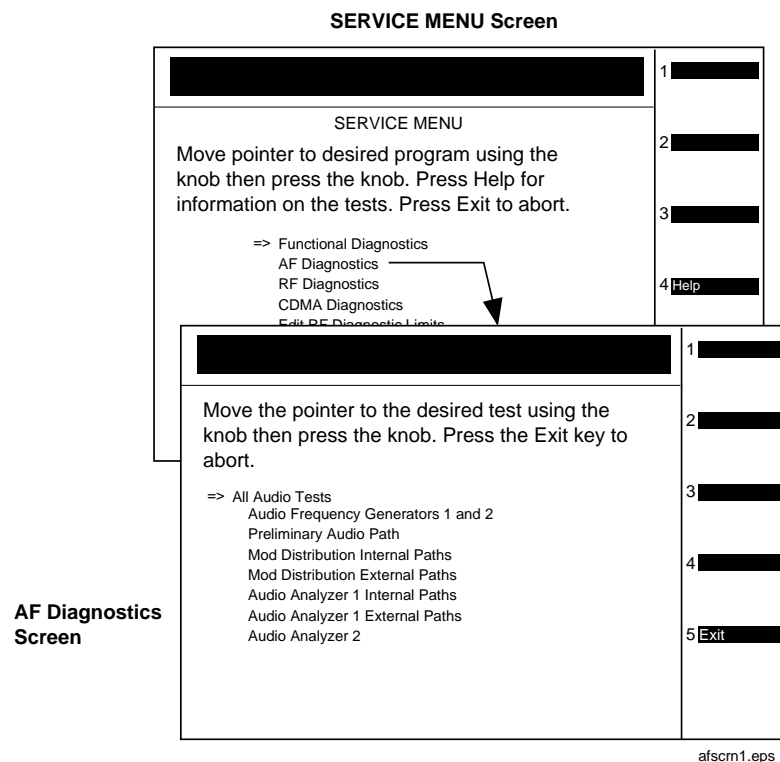 SERVICE MENU Screen
1
SERVICE MENU
2
Move pointer to desired program using the
knob then press the knob. Press Help for
information on the tests. Press Exit to abort.
3
=> Functional Diagnostics
AF Diagnostics
RF Diagnostics
4 Help
CDMA Diagnostics
Edit RF Diagnostic Limits
1
Move the pointer to the desired test using the
knob then press the knob. Press the Exit key to
abort.
2
=> All Audio Tests
3
Audio Frequency Generators 1 and 2
Preliminary Audio Path
Mod Distribution Internal Paths
4
Mod Distribution External Paths
Audio Analyzer 1 Internal Paths
Audio Analyzer 1 External Paths
Audio Analyzer 2
5 Exit
AF Diagnostics
Screen
afscrn1.eps